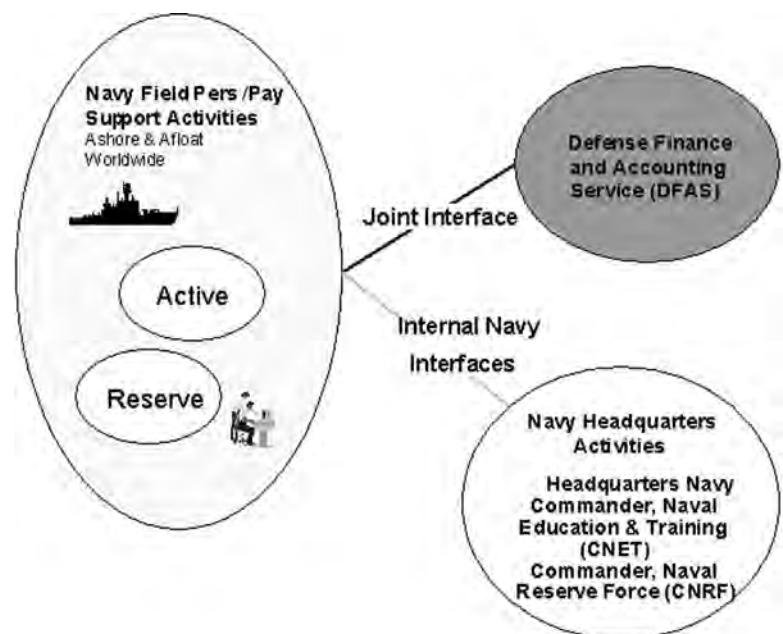 Navy Field Pers /Pay
Support Activities
Ashore & Afloat
Worldwide
Active
Reserve
Joint Interface
Internal Navy
Interfaces
Defense Finance
and Accounting
Service (DFAS)
Navy Headquarters
Activities
Headquarters Navy
Commander, Naval
Education & Training
(CNET)
Commander, Naval
Reserve Force (CNRF)